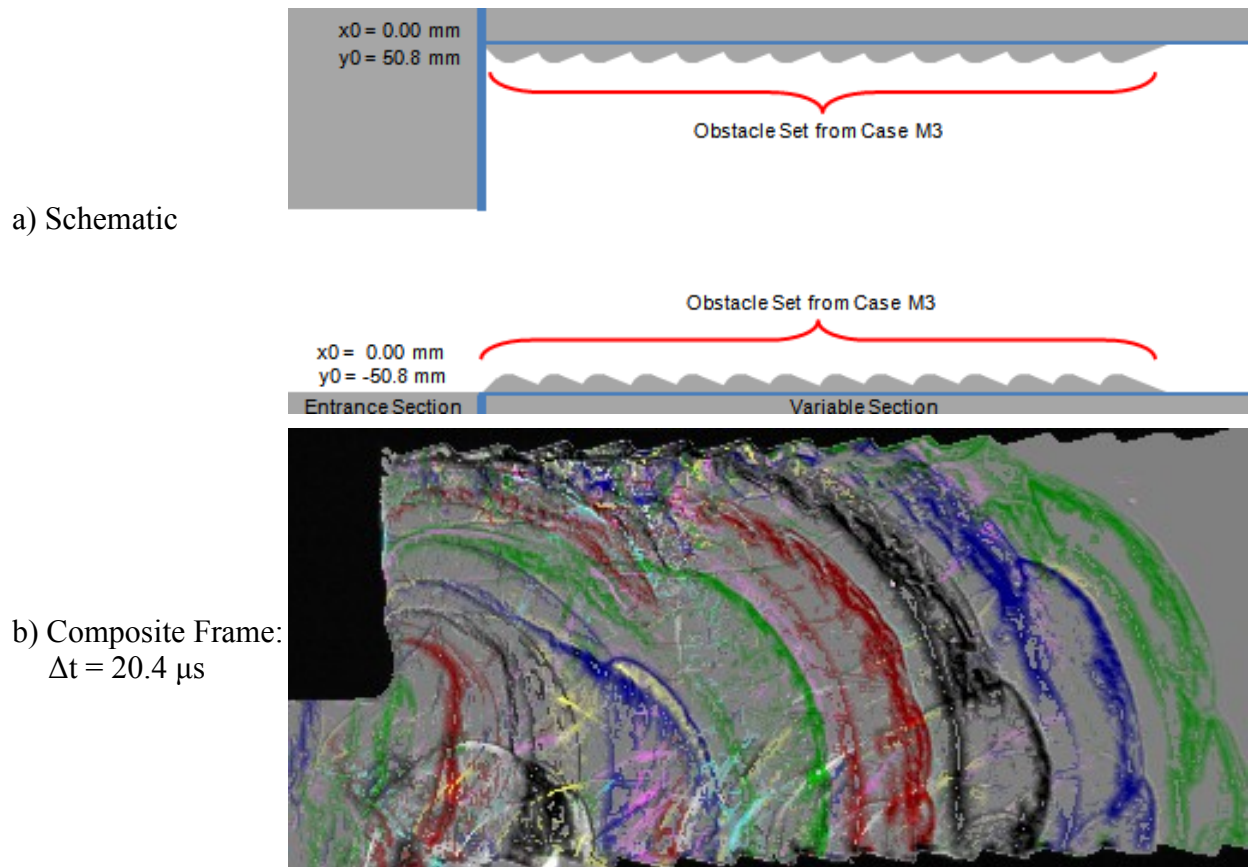 x0 = 0.00 mm
y0 = 50.8 mm
Obstacle Set from Case M3
a) Schematic
Obstacle Set from Case M3
x0 = 0.00 mm
y0 = -50.8 mm
Entrance Section
Variable Section
b) Composite Frame:
Δt = 20.4 μs